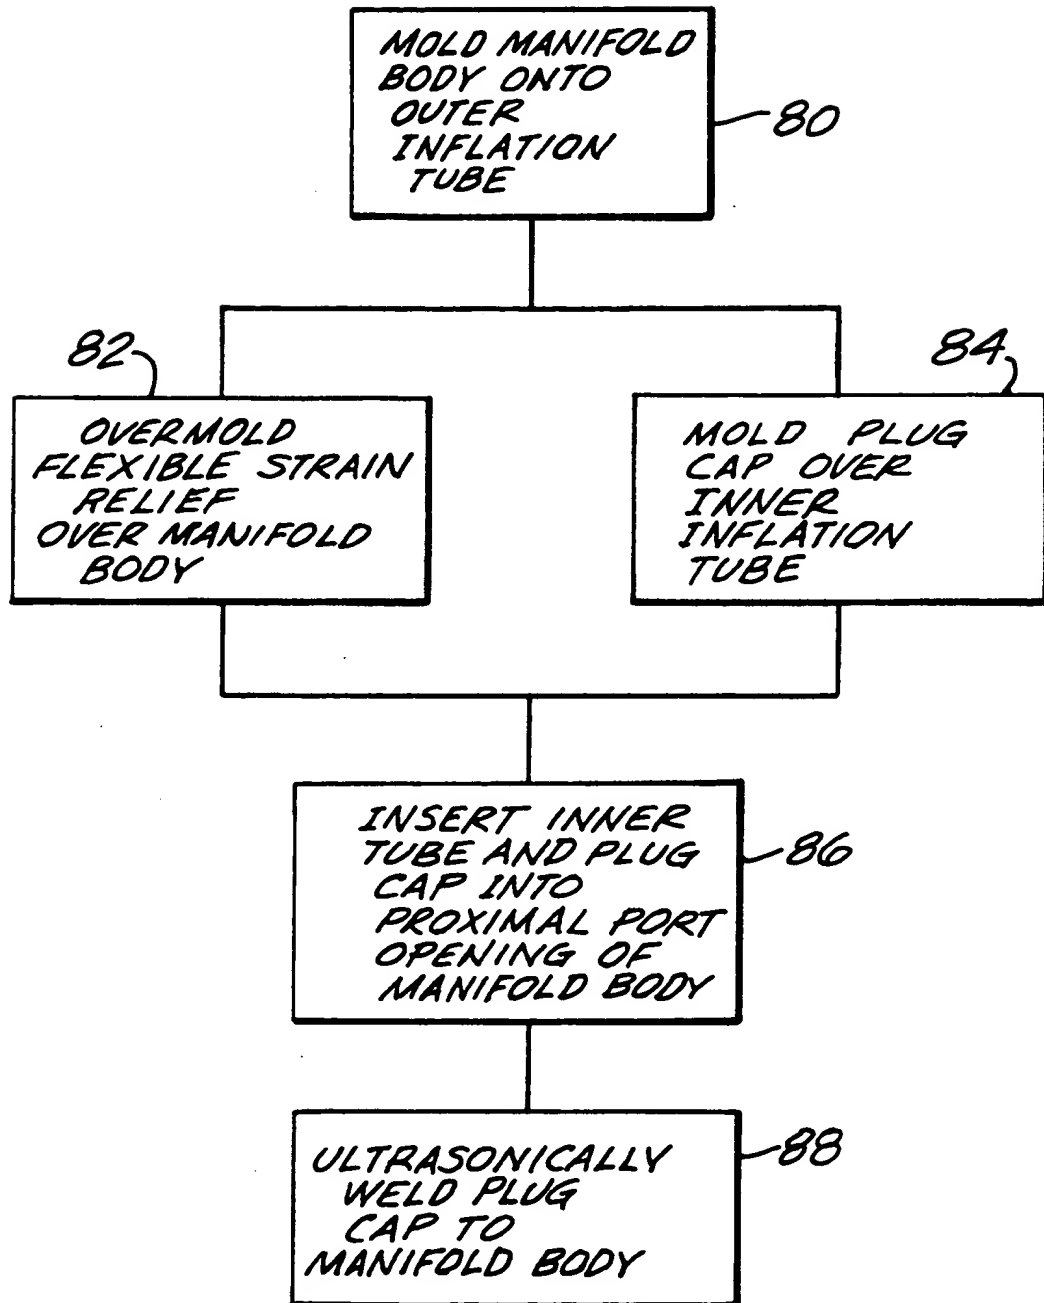 MOLD MANIFOLD
BODY ONTO
OUTER
INFLATION
TUBE
80
82
OVERMOLD
FLEXIBLE STRAIN
RELIEF
OVER MANIFOLD
BODY
84
MOLD PLUG
CAP OVER
INNER
INFLATION
TUBE
INSERT INNER
TUBE AND PLUG
CAP INTO
PROXIMAL PORT
OPENING OF
MANIFOLD BODY
86
ULTRASONICALLY
WELD PLUG
CAP TO
MANIFOLD BODY
88